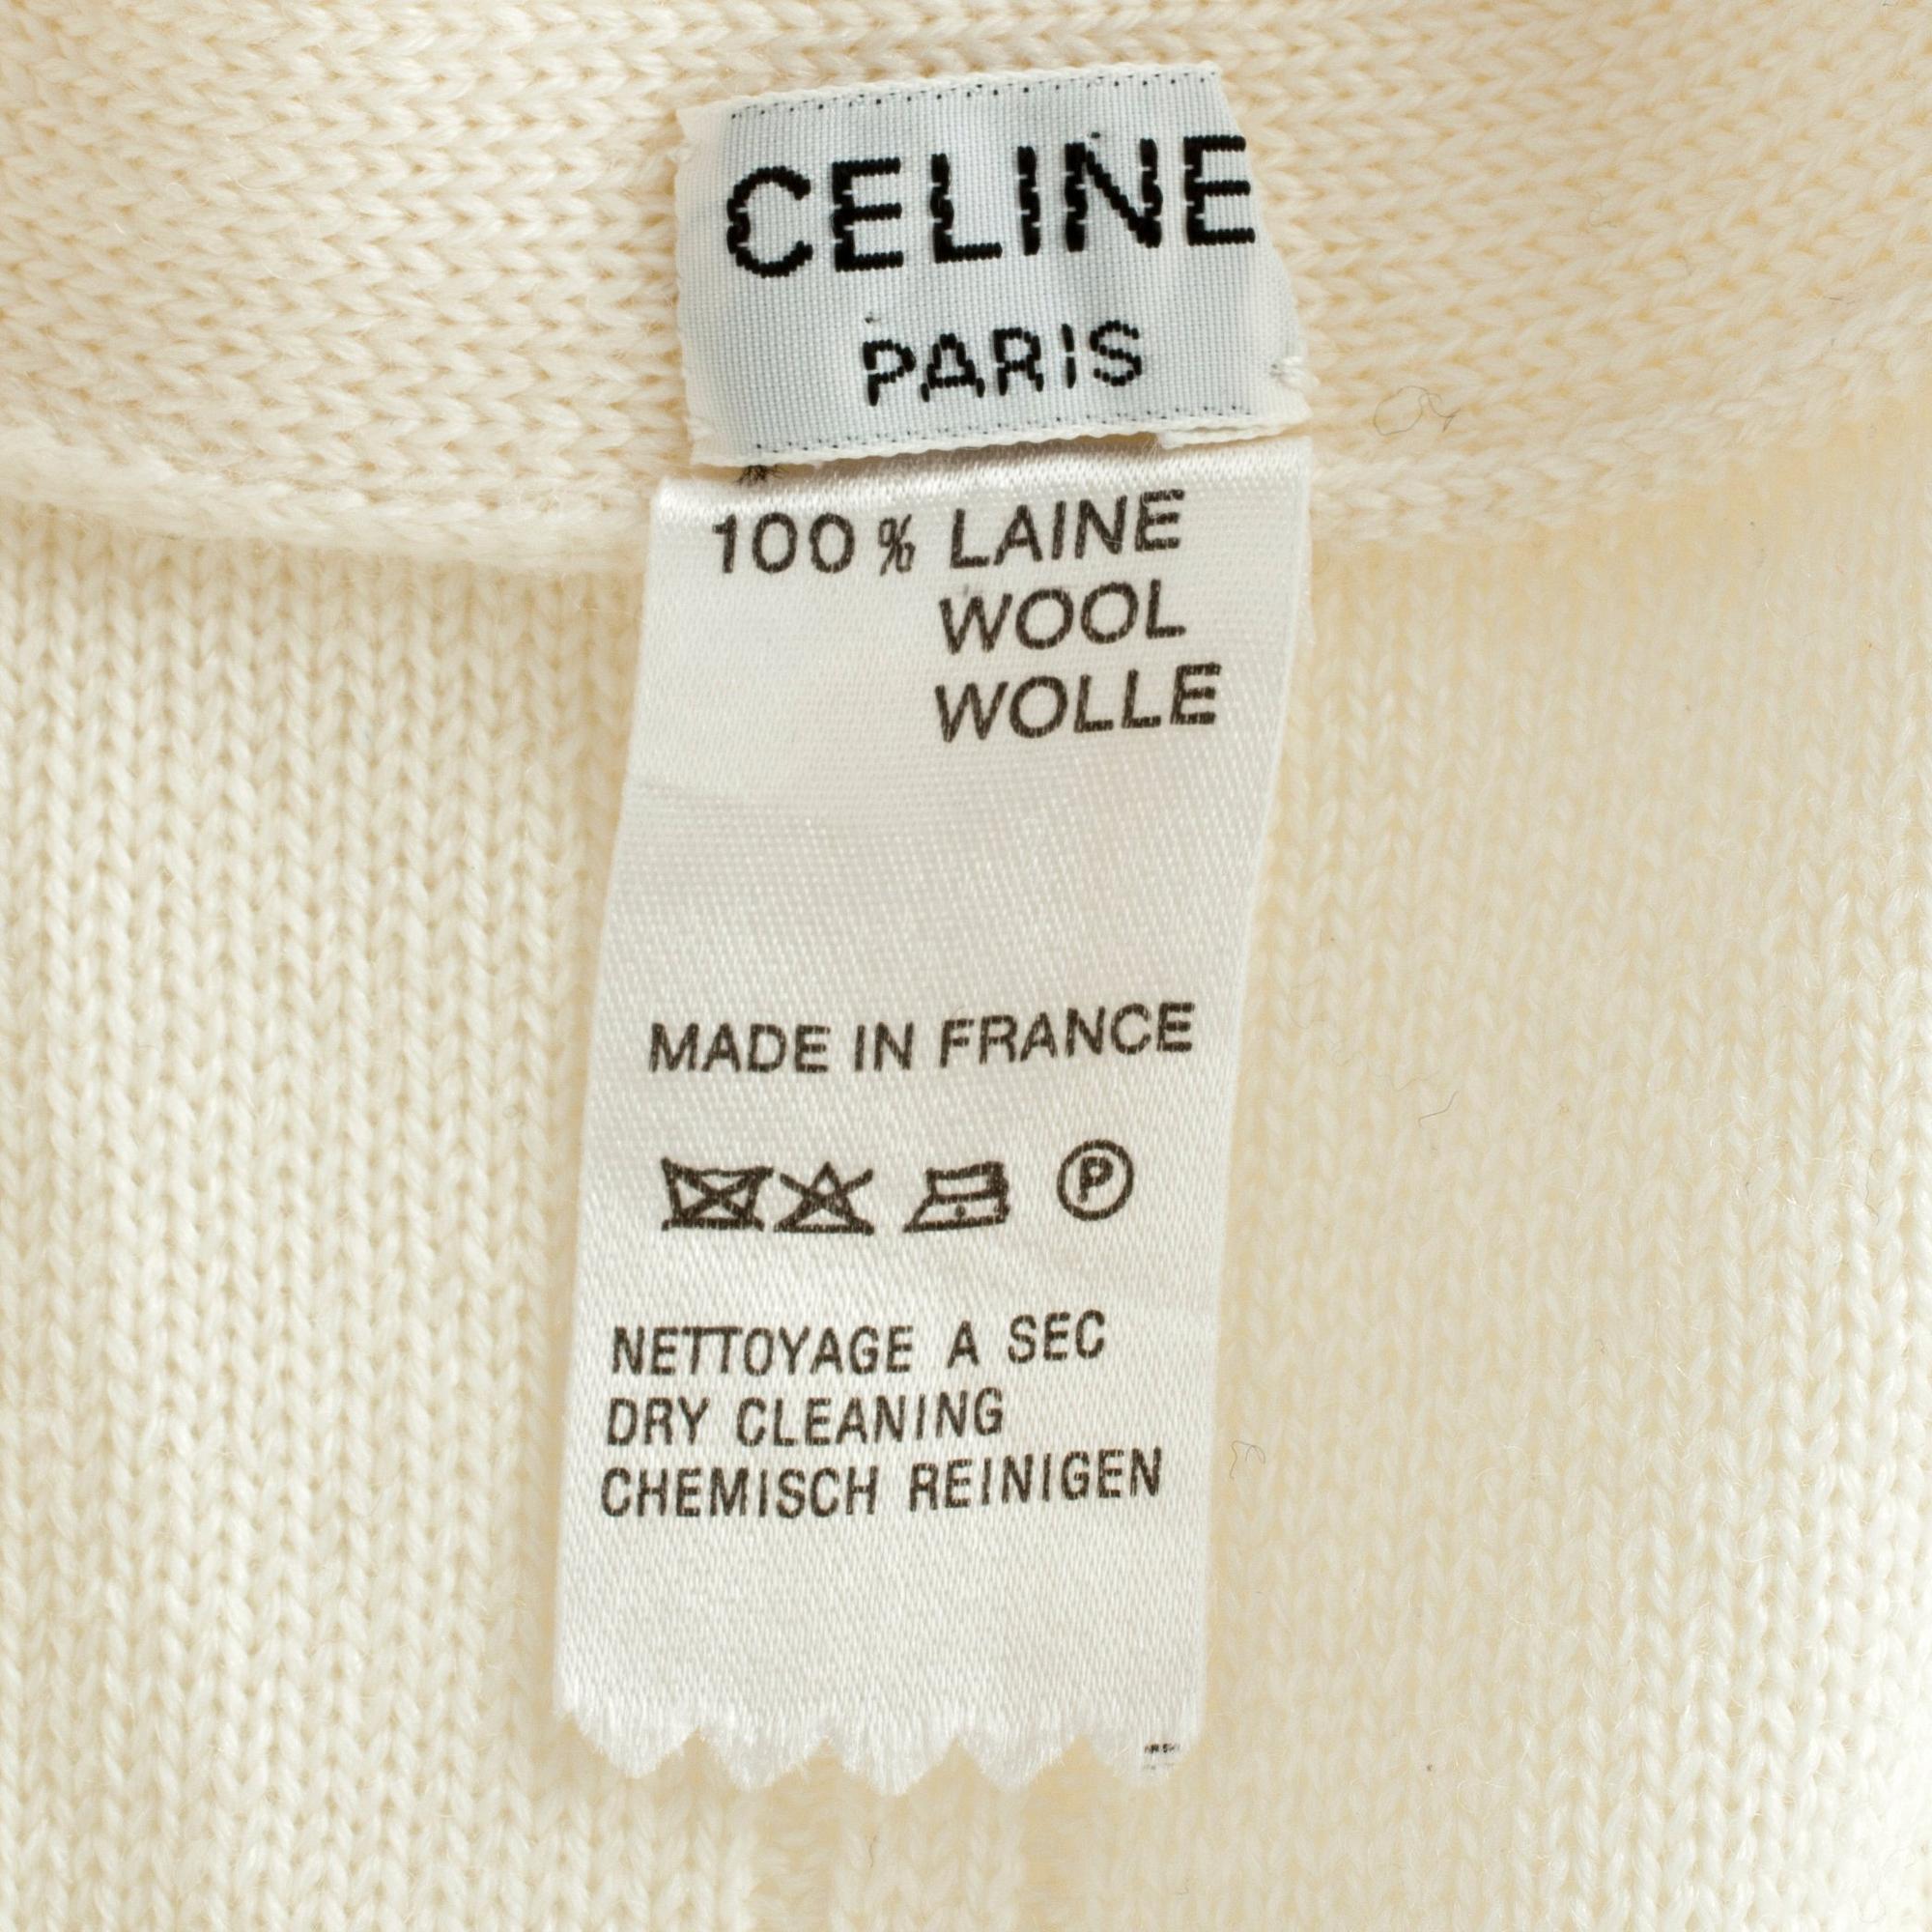 CELINE
PARIS
100 % LAINE
WOOL
WOLLE
MADE IN FRANCE
P
NETTOYAGE A SEC
DRY CLEANING
CHEMISCH REINIGEN